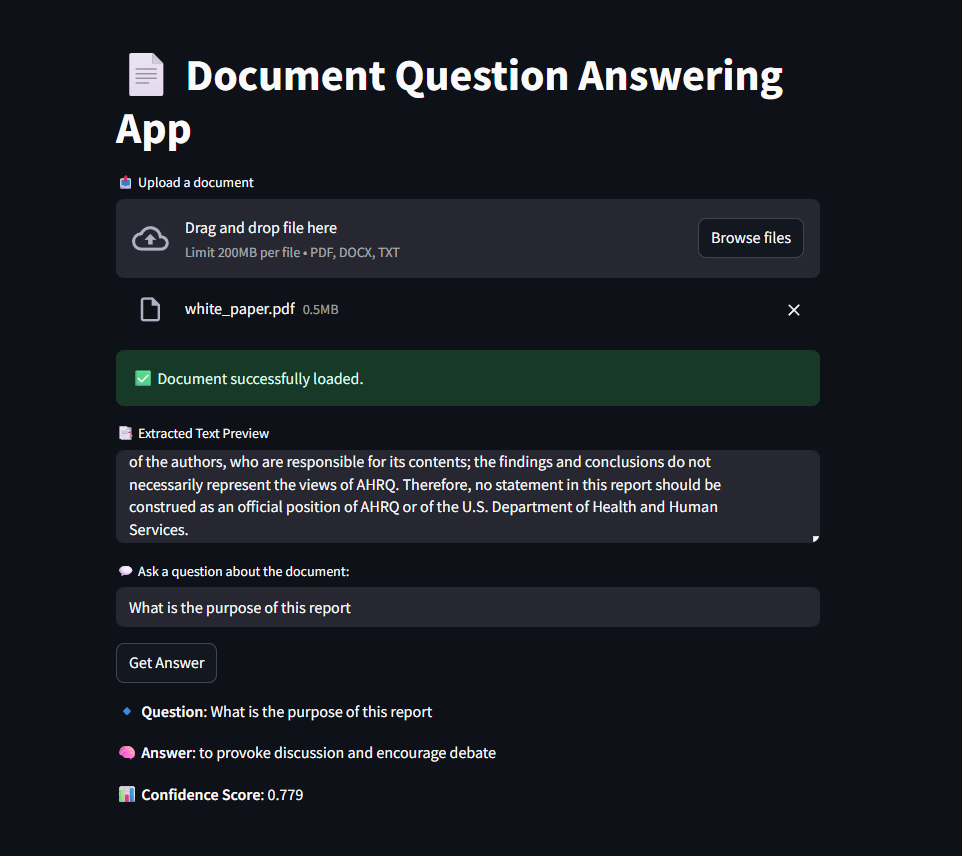 Document Question Answering
App
Upload a document
Drag and drop file here
Limit 200MB per file • PDF, DOCX, TXT
Browse files
white_paper.pdf 0.5MB
Document successfully loaded.
Extracted Text Preview
of the authors, who are responsible for its contents; the findings and conclusions do not
necessarily represent the views of AHRQ. Therefore, no statement in this report should be
construed as an official position of AHRQ or of the U.S. Department of Health and Human
Services.
Ask a question about the document:
What is the purpose of this report
Get Answer
Question: What is the purpose of this report
Answer: to provoke discussion and encourage debate
Confidence Score: 0.779